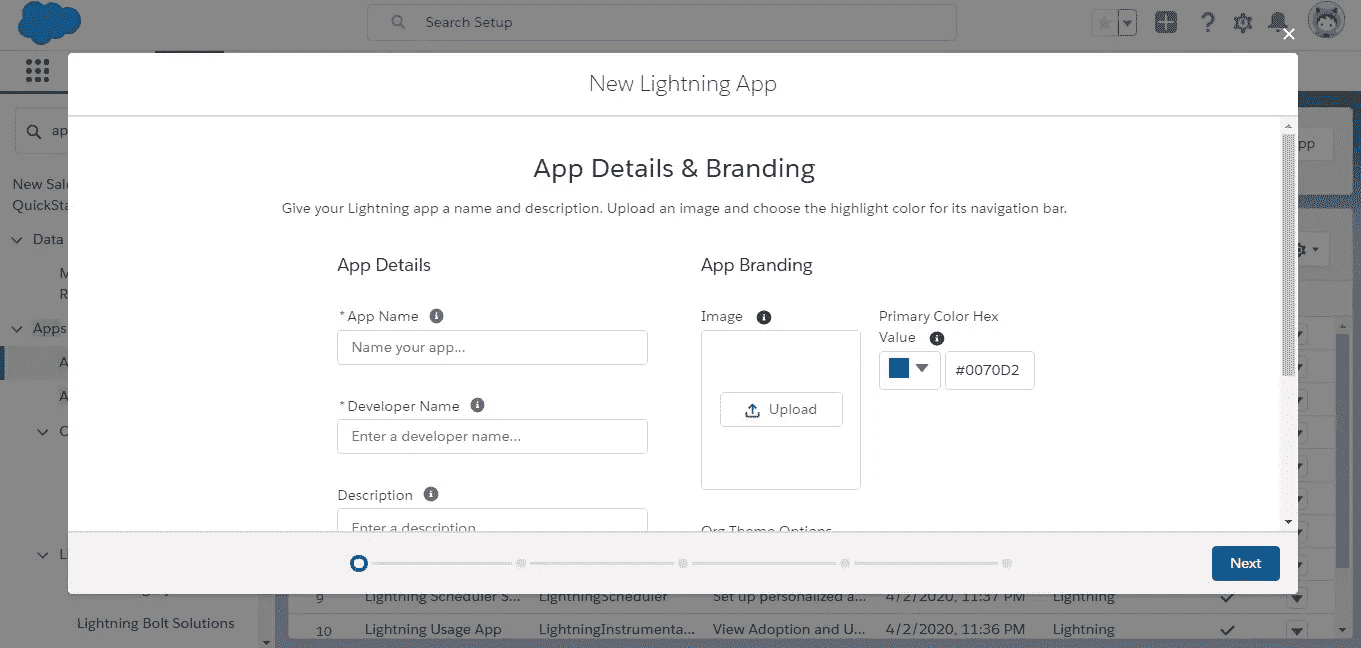 Search Setup
New Lightning App
ap
pp
App Details & Branding
New Sal
QuickSta
Give your Lightning app a name and description. Upload an image and choose the highlight color for its navigation bar.
Data
App Details
App Branding
M
R
*App Name
Image
Primary Color Hex
Value
Apps
Name your app...
A
#0070D2
A
*Developer Name
Upload
C
Enter a developer name...
Description
Enter a description
Org Theme Options
L
Next
9 Lightning Scheduler S... LightningScheduler Set up personalized a... 4/2/2020, 11:37 PM Lightning
Lightning Bolt Solutions
10 Lightning Usage App LightningInstrumenta... View Adoption and U... 4/2/2020, 11:36 PM Lightning